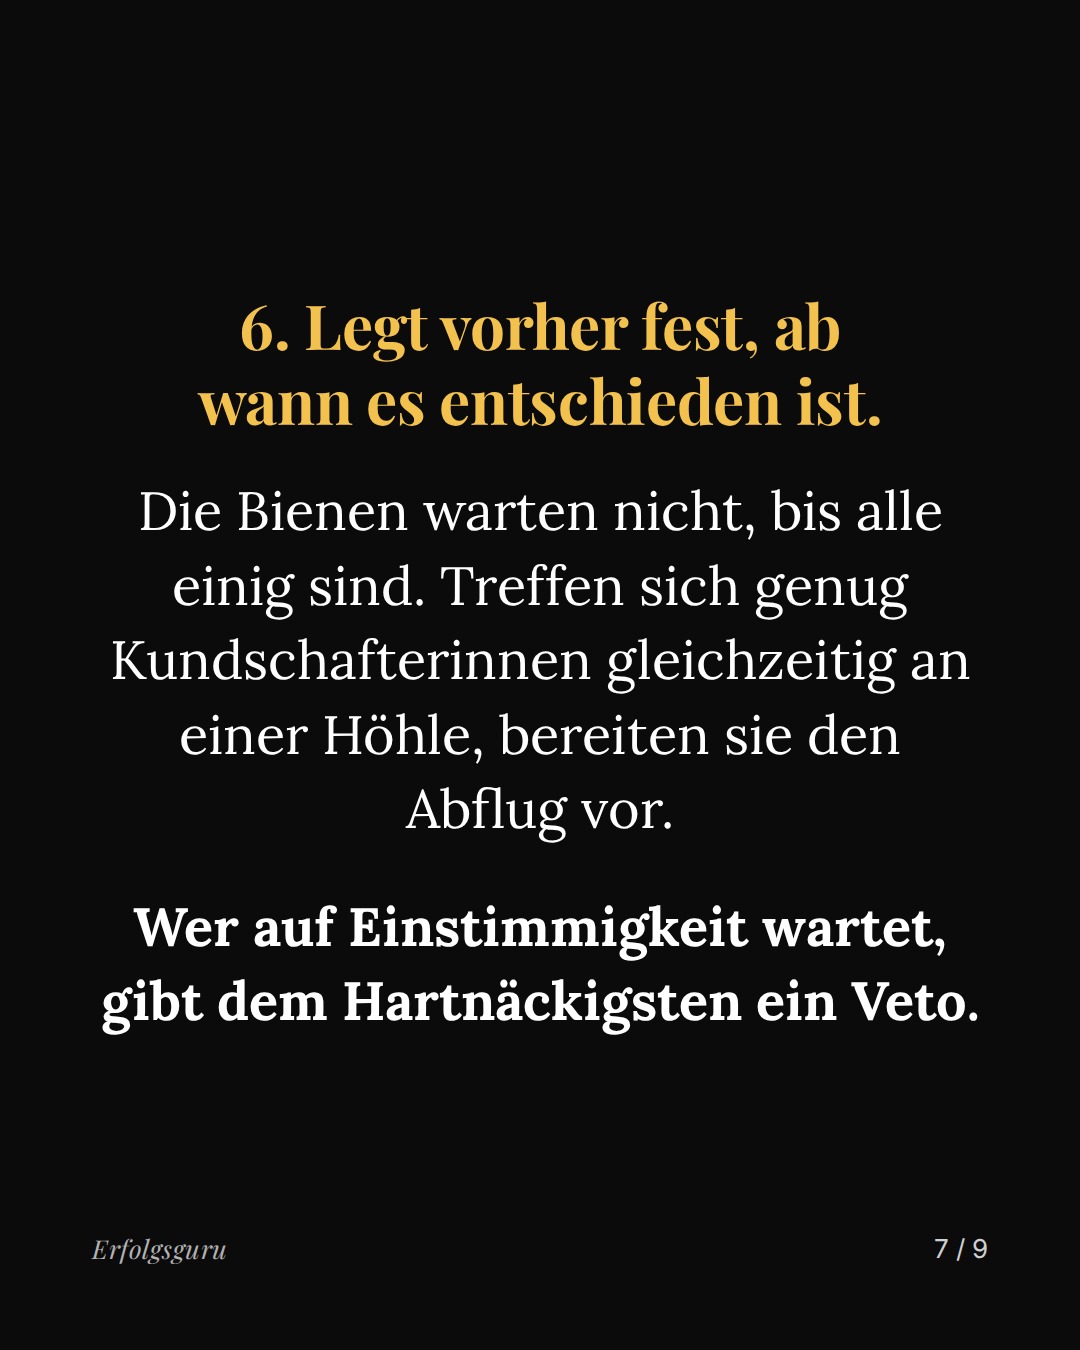 6. Legt vorher fest, ab
wann es entschieden ist.
Die Bienen warten nicht, bis alle
einig sind. Treffen sich genug
Kundschafterinnen gleichzeitig an
einer Höhle, bereiten sie den
Abflug vor.
Wer auf Einstimmigkeit wartet,
gibt dem Hartnäckigsten ein Veto.
Erfolgsguru
7 / 9